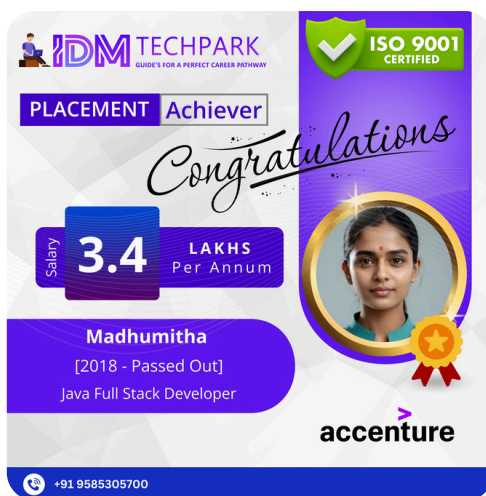 IDM TECHPARK
GUIDE'S FOR A PERFECT CAREER PATHWAY
ISO 9001
CERTIFIED
PLACEMENT Achiever
Congratulations
Salary
3.4
LAKHS
Per Annum
Madhumitha
[2018 - Passed Out]
Java Full Stack Developer
accenture
+91 9585305700